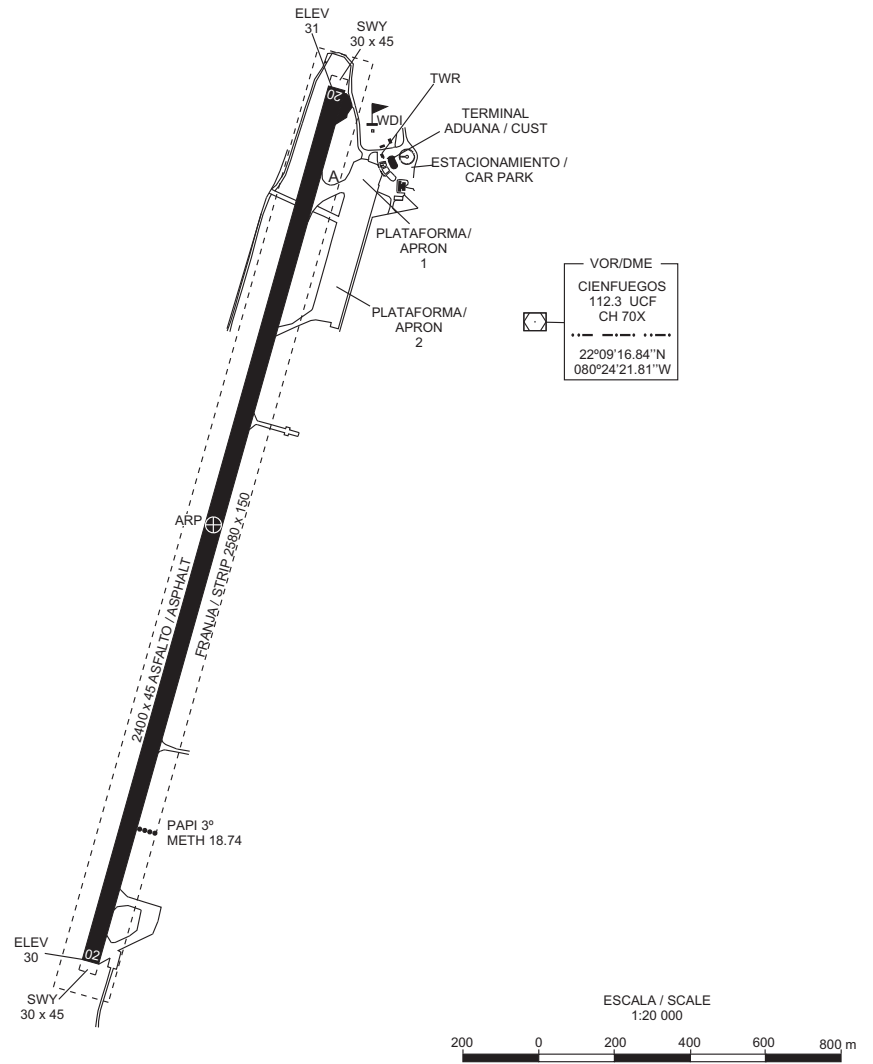 ELEV
31
SWY
30 x 45
TWR
20
WDI
TERMINAL
ADUANA / CUST
ESTACIONAMIENTO /
CAR PARK
A
PLATAFORMA/
APRON
1
PLATAFORMA/
APRON
2
VOR/DME
CIENFUEGOS
112.3 UCF
CH 70X
22º09'16.84''N
080º24'21.81''W
ARP
2400 x 45 ASFALTO / ASPHALT
FRANJA / STRIP 2580 x 150
PAPI 3º
METH 18.74
ELEV
30
02
SWY
30 x 45
ESCALA / SCALE
1:20 000
200 0 200 400 600 800 m